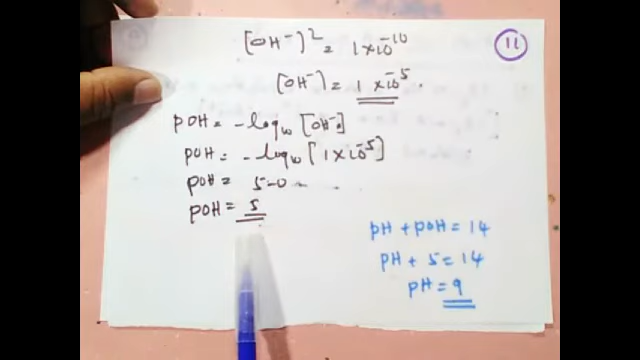 [OH⁻]² = 1×10⁻¹⁰
11
[OH⁻] = 1 ×10⁻⁵.
pOH = -log₁₀ [OH⁻]
pOH = -log₁₀ [1×10⁻⁵]
pOH = 5-0
pOH = 5
pH + pOH = 14
pH + 5 = 14
pH = 9